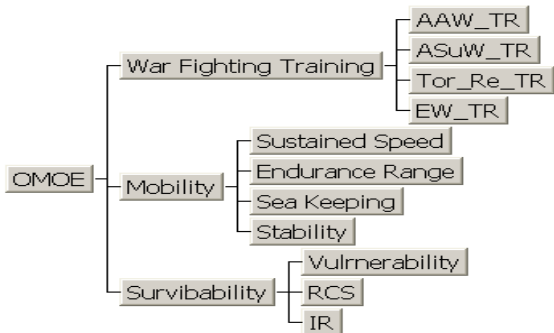 AAW_TR
War Fighting Training
ASuW_TR
Tor_Re_TR
EW_TR
Sustained Speed
Endurance Range
OMOE
Mobility
Sea Keeping
Stability
Vulrnerability
Survibability
RCS
IR